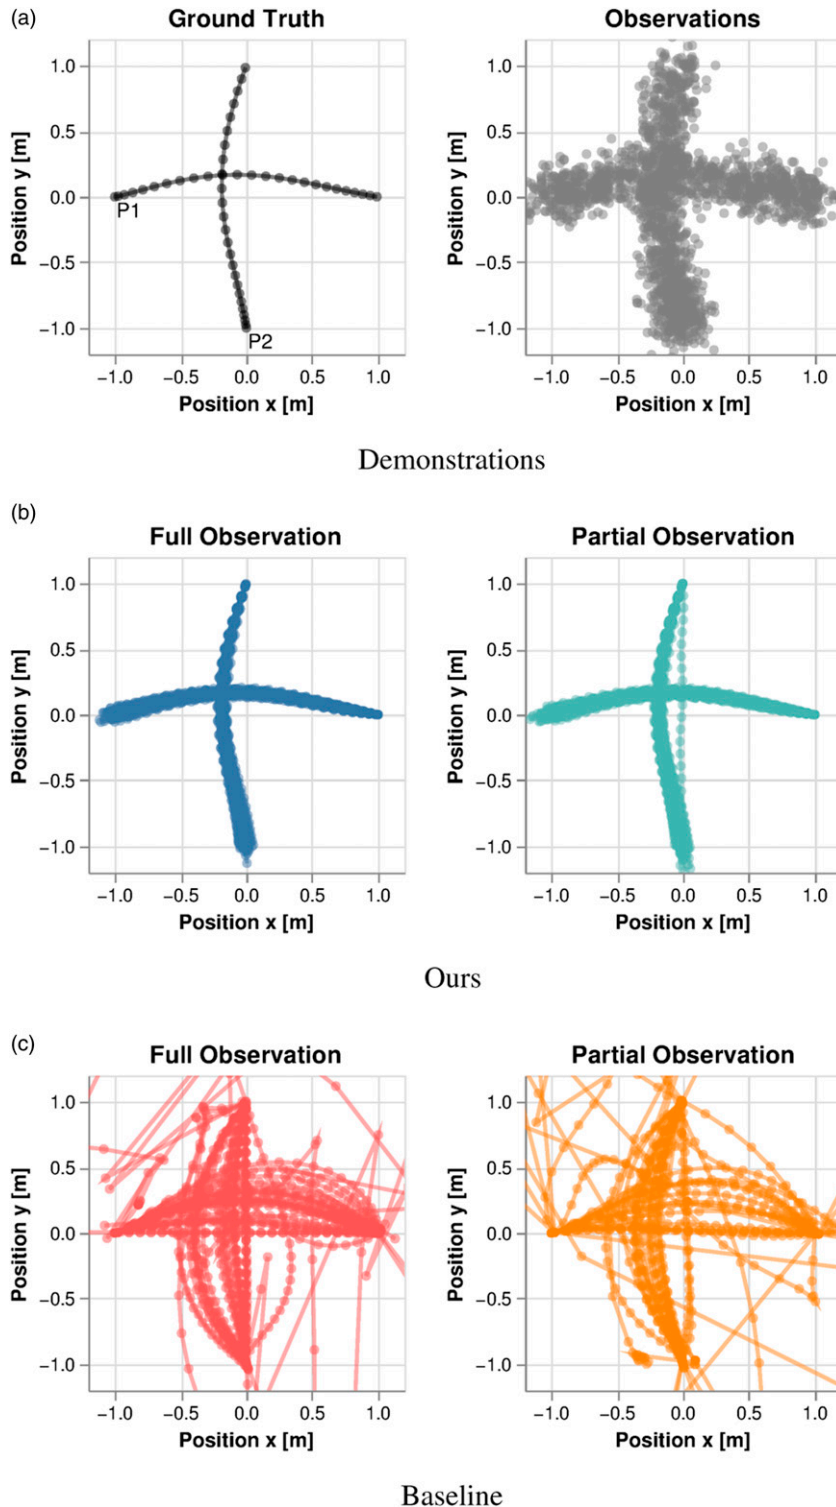 (a)
Ground Truth
Observations
Position y [m]
1.0
0.5
0.0
−0.5
−1.0
P1
P2
−1.0 −0.5 0.0 0.5 1.0
Position x [m]
Position y [m]
1.0
0.5
0.0
−0.5
−1.0
−1.0 −0.5 0.0 0.5 1.0
Position x [m]
Demonstrations
(b)
Full Observation
Partial Observation
Position y [m]
1.0
0.5
0.0
−0.5
−1.0
−1.0 −0.5 0.0 0.5 1.0
Position x [m]
Position y [m]
1.0
0.5
0.0
−0.5
−1.0
−1.0 −0.5 0.0 0.5 1.0
Position x [m]
Ours
(c)
Full Observation
Partial Observation
Position y [m]
1.0
0.5
0.0
−0.5
−1.0
−1.0 −0.5 0.0 0.5 1.0
Position x [m]
Position y [m]
1.0
0.5
0.0
−0.5
−1.0
−1.0 −0.5 0.0 0.5 1.0
Position x [m]
Baseline